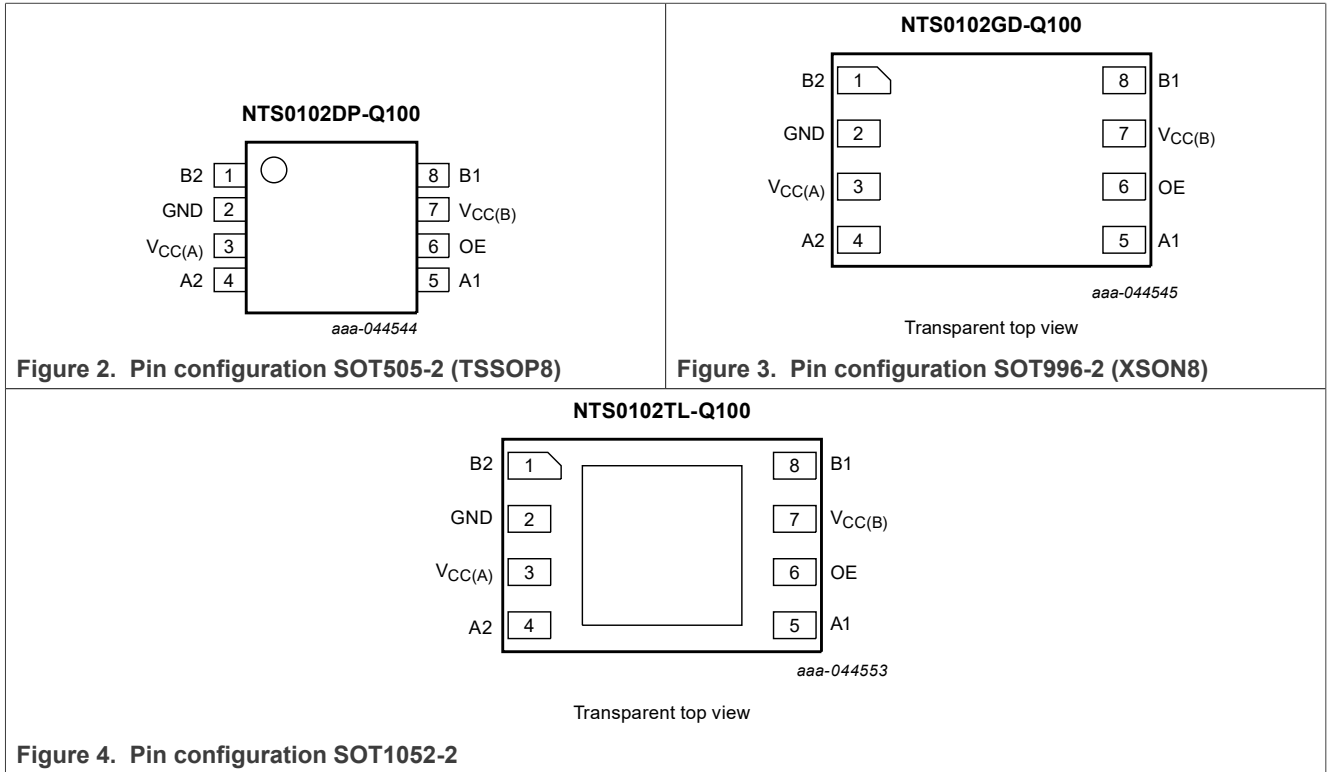 NTS0102DP-Q100
B2 1 8 B1
GND 2 7 VCC(B)
VCC(A) 3 6 OE
A2 4 5 A1
aaa-044544
Figure 2. Pin configuration SOT505-2 (TSSOP8)
NTS0102GD-Q100
B2 1 8 B1
GND 2 7 VCC(B)
VCC(A) 3 6 OE
A2 4 5 A1
aaa-044545
Transparent top view
Figure 3. Pin configuration SOT996-2 (XSON8)
NTS0102TL-Q100
B2 1 8 B1
GND 2 7 VCC(B)
VCC(A) 3 6 OE
A2 4 5 A1
aaa-044553
Transparent top view
Figure 4. Pin configuration SOT1052-2